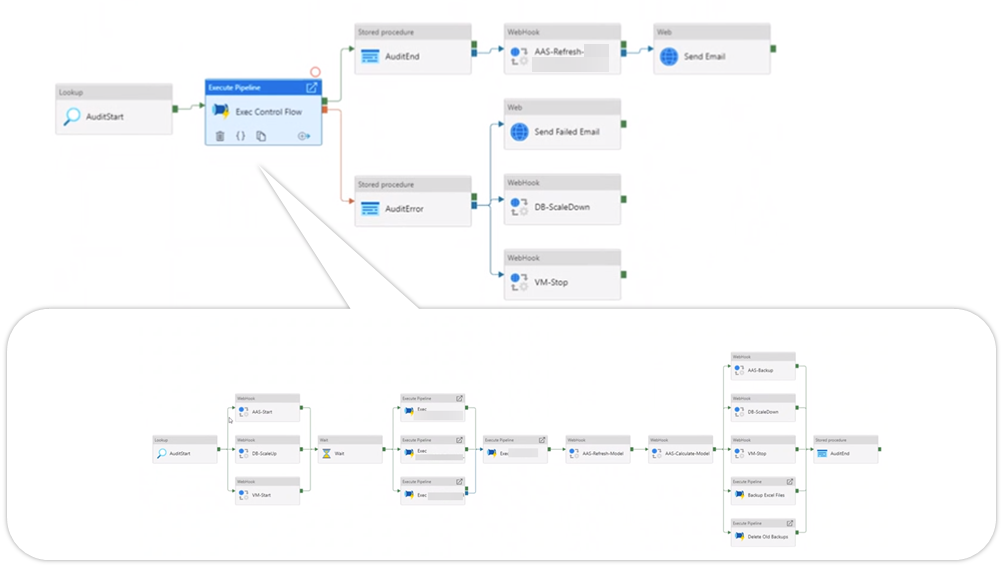 Stored procedure
AuditEnd
WebHook
AAS-Refresh-
Web
Send Email
Lookup
AuditStart
Execute Pipeline
Exec Control Flow
Web
Send Failed Email
Stored procedure
AuditError
WebHook
DB-ScaleDown
WebHook
VM-Stop
Lookup
AuditStart
WebHook
AAS-Start
WebHook
DB-ScaleUp
WebHook
VM-Start
Wait
Wait
Execute Pipeline
Exec
Execute Pipeline
Exec
Execute Pipeline
Exec
Execute Pipeline
Exec
WebHook
AAS-Refresh-Model
WebHook
AAS-Calculate-Model
WebHook
AAS-Backup
WebHook
DB-ScaleDown
WebHook
VM-Stop
Execute Pipeline
Backup Excel Files
Execute Pipeline
Delete Old Backups
Stored procedure
AuditEnd